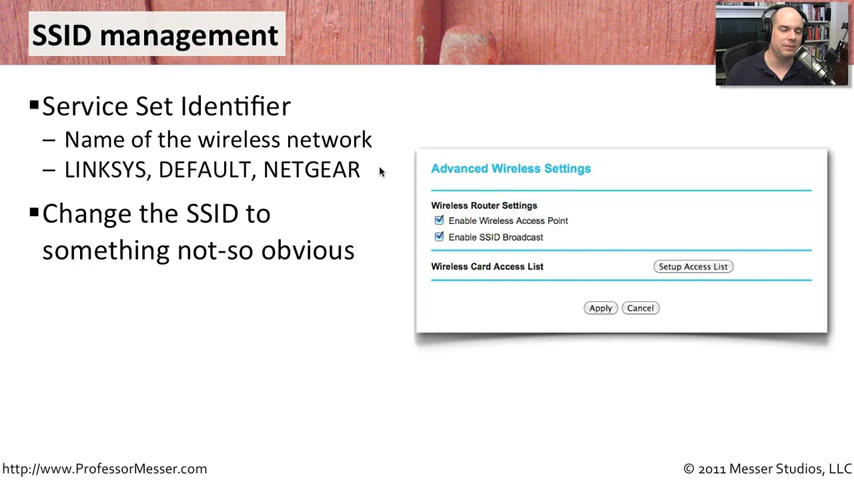 SSID management
▪Service Set Identifier
– Name of the wireless network
– LINKSYS, DEFAULT, NETGEAR
▪Change the SSID to
something not-so obvious
Advanced Wireless Settings
Wireless Router Settings
Enable Wireless Access Point
Enable SSID Broadcast
Wireless Card Access List
Setup Access List
Apply
Cancel
http://www.ProfessorMesser.com
© 2011 Messer Studios, LLC